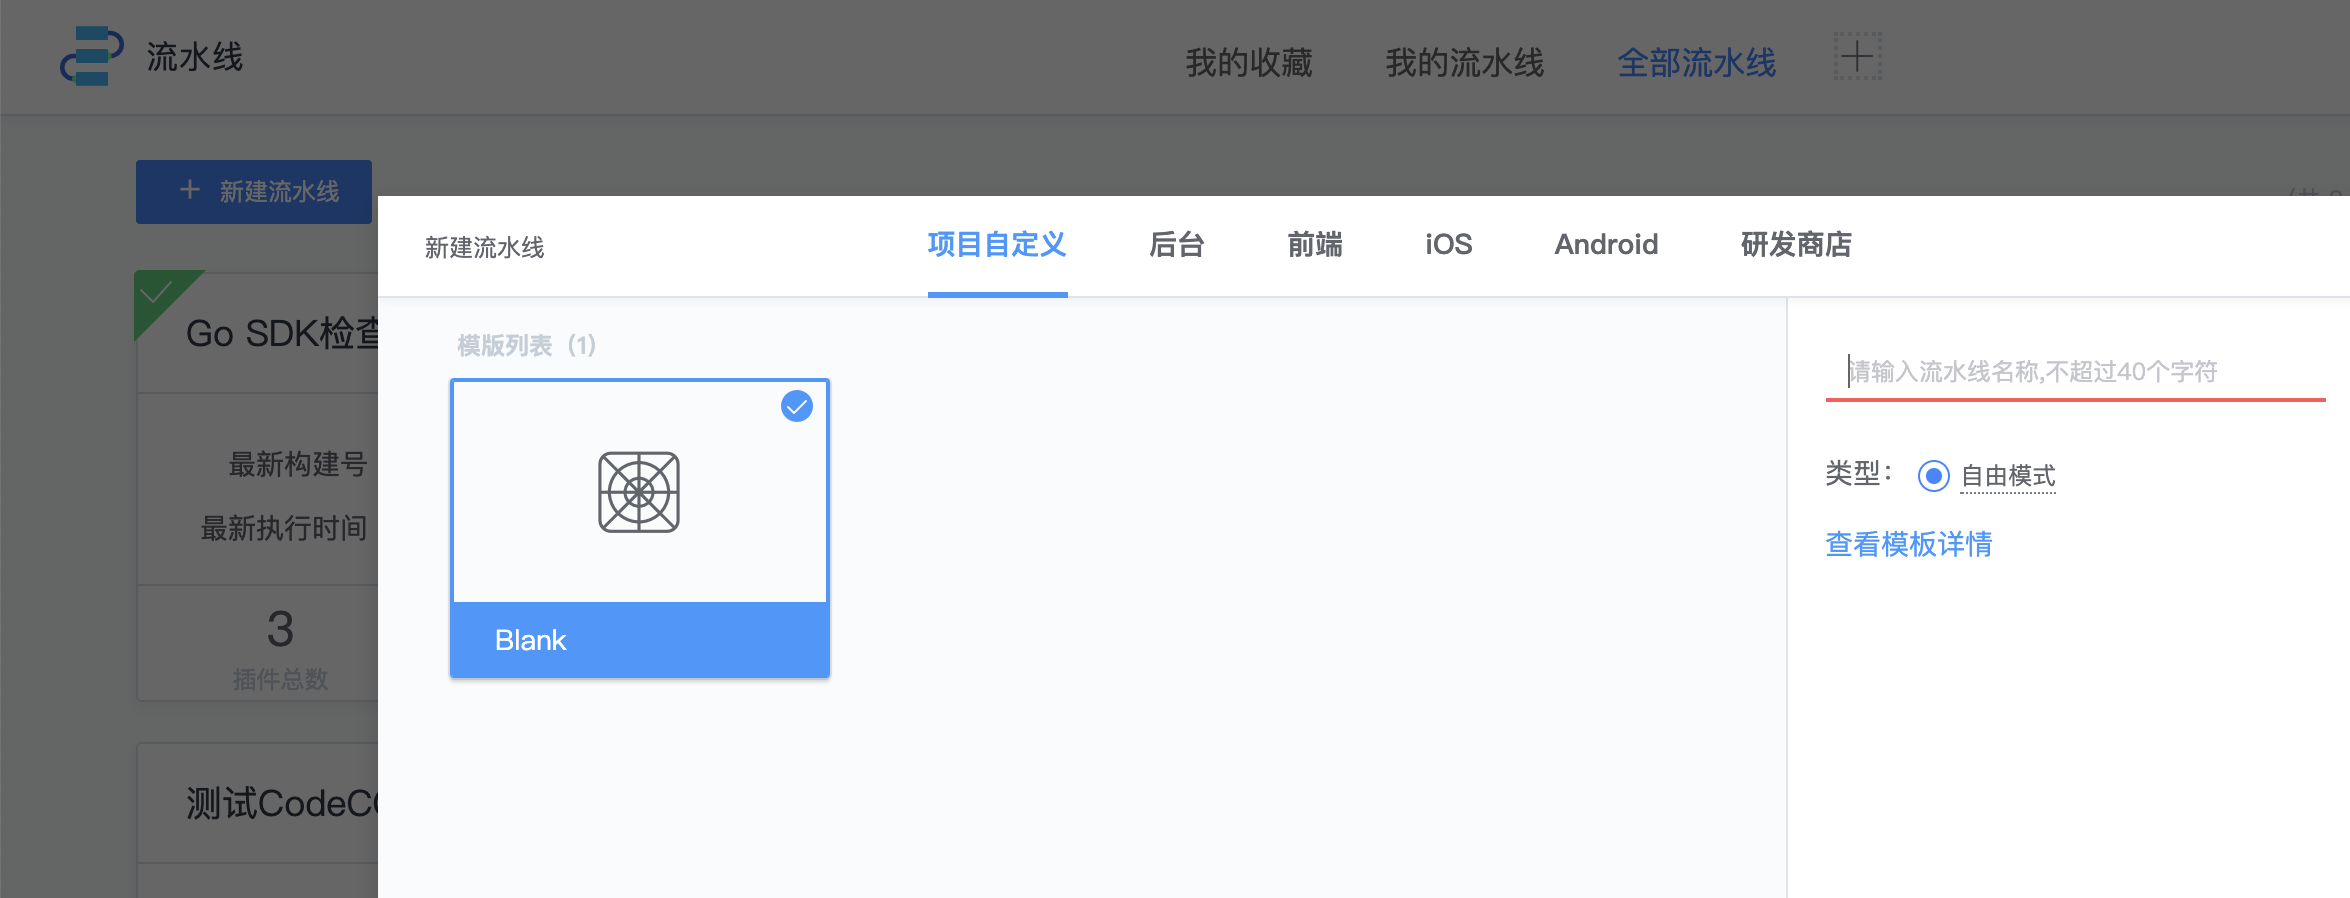 流水线
我的收藏 我的流水线 全部流水线
新建流水线
新建流水线
项目自定义 后台 前端 iOS Android 研发商店
Go SDK检查
最新构建号
最新执行时间
3
插件总数
测试CodeCC
模版列表（1）
Blank
请输入流水线名称,不超过40个字符
类型： 自由模式
查看模板详情